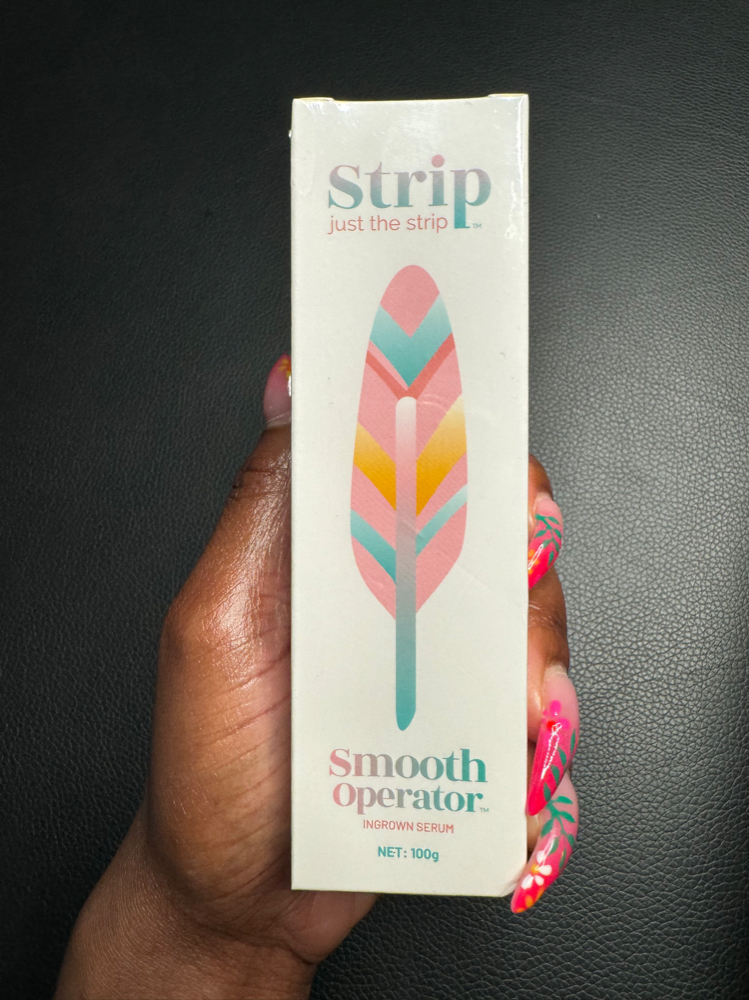 Strip
just the strip™
Smooth
Operator™
INGROWN SERUM
NET: 100g